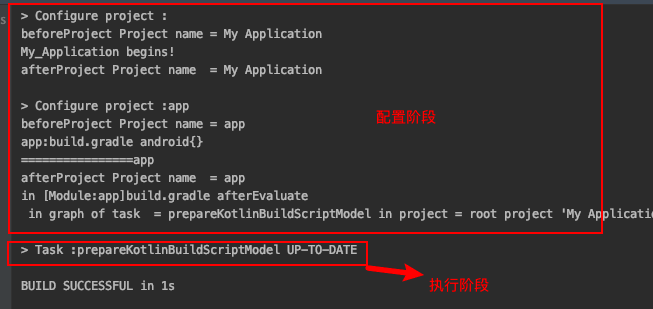 s
> Configure project :
beforeProject Project name = My Application
My_Application begins!
afterProject Project name  = My Application
> Configure project :app
beforeProject Project name = app
app:build.gradle android{}
================app
afterProject Project name  = app
in [Module:app]build.gradle afterEvaluate
 in graph of task  = prepareKotlinBuildScriptModel in project = root project 'My Applicatio
配置阶段
> Task :prepareKotlinBuildScriptModel UP-TO-DATE
执行阶段
BUILD SUCCESSFUL in 1s